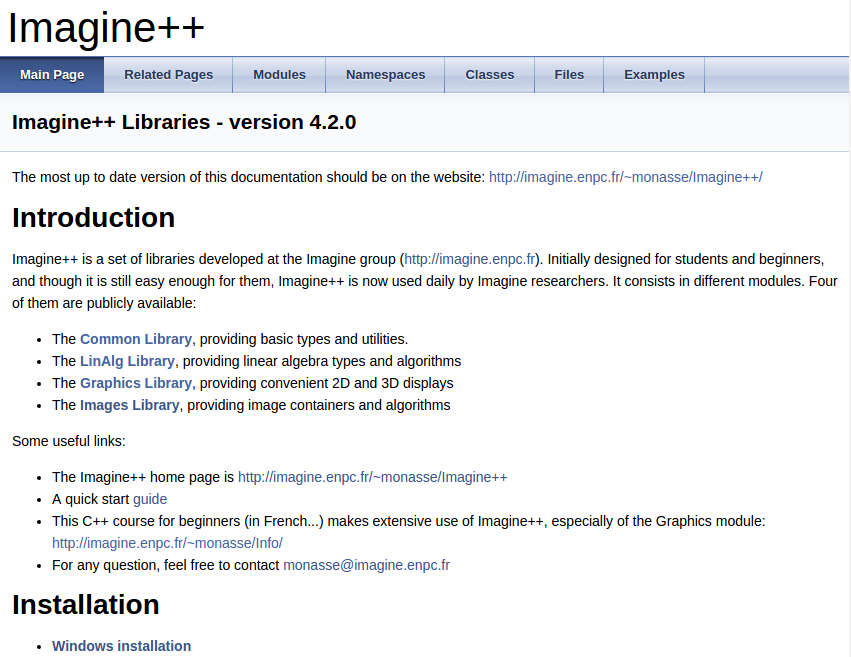 Imagine++
Main Page Related Pages Modules Namespaces Classes Files Examples
Imagine++ Libraries - version 4.2.0
The most up to date version of this documentation should be on the website: http://imagine.enpc.fr/~monasse/Imagine++/
Introduction
Imagine++ is a set of libraries developed at the Imagine group (http://imagine.enpc.fr). Initially designed for students and beginners,
and though it is still easy enough for them, Imagine++ is now used daily by Imagine researchers. It consists in different modules. Four
of them are publicly available:
• The Common Library, providing basic types and utilities.
• The LinAlg Library, providing linear algebra types and algorithms
• The Graphics Library, providing convenient 2D and 3D displays
• The Images Library, providing image containers and algorithms
Some useful links:
• The Imagine++ home page is http://imagine.enpc.fr/~monasse/Imagine++
• A quick start guide
• This C++ course for beginners (in French...) makes extensive use of Imagine++, especially of the Graphics module:
http://imagine.enpc.fr/~monasse/Info/
• For any question, feel free to contact monasse@imagine.enpc.fr
Installation
• Windows installation